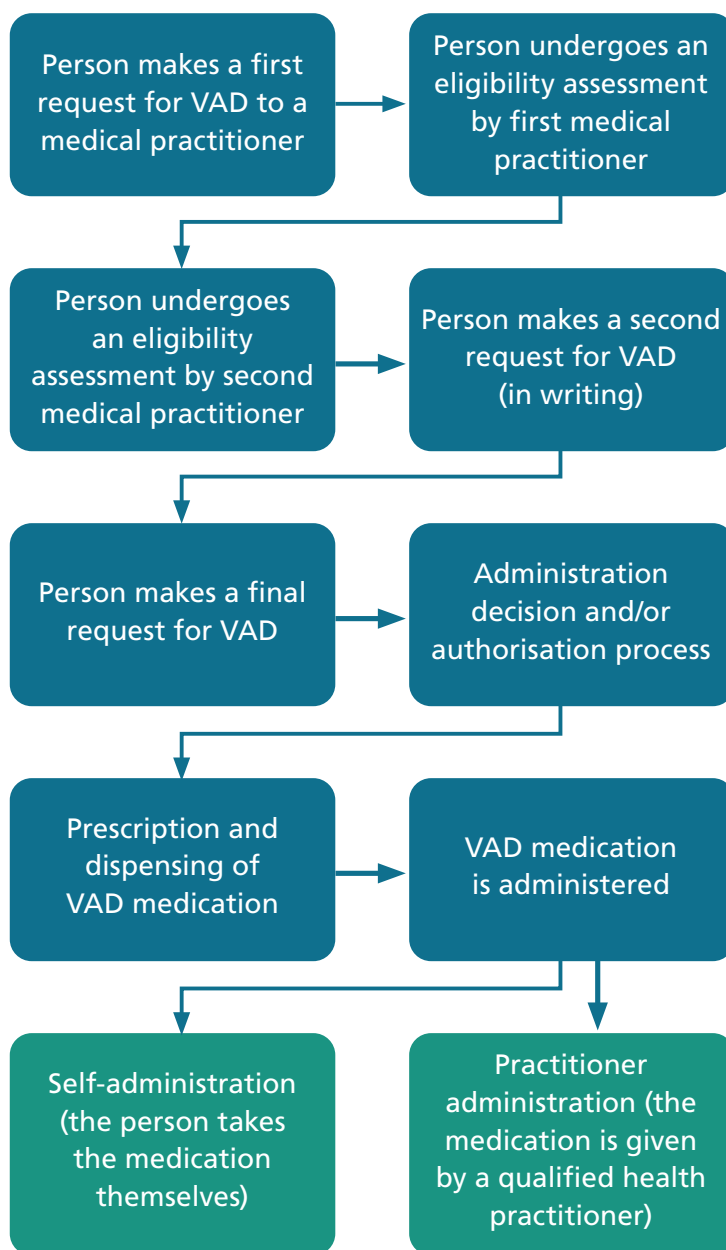 Person makes a first
request for VAD to a
medical practitioner
Person undergoes an
eligibility assessment
by first medical
practitioner
Person undergoes
an eligibility
assessment by second
medical practitioner
Person makes a second
request for VAD
(in writing)
Person makes a final
request for VAD
Administration
decision and/or
authorisation process
Prescription and
dispensing of
VAD medication
VAD medication
is administered
Self-administration
(the person takes
the medication
themselves)
Practitioner
administration (the
medication is given
by a qualified health
practitioner)